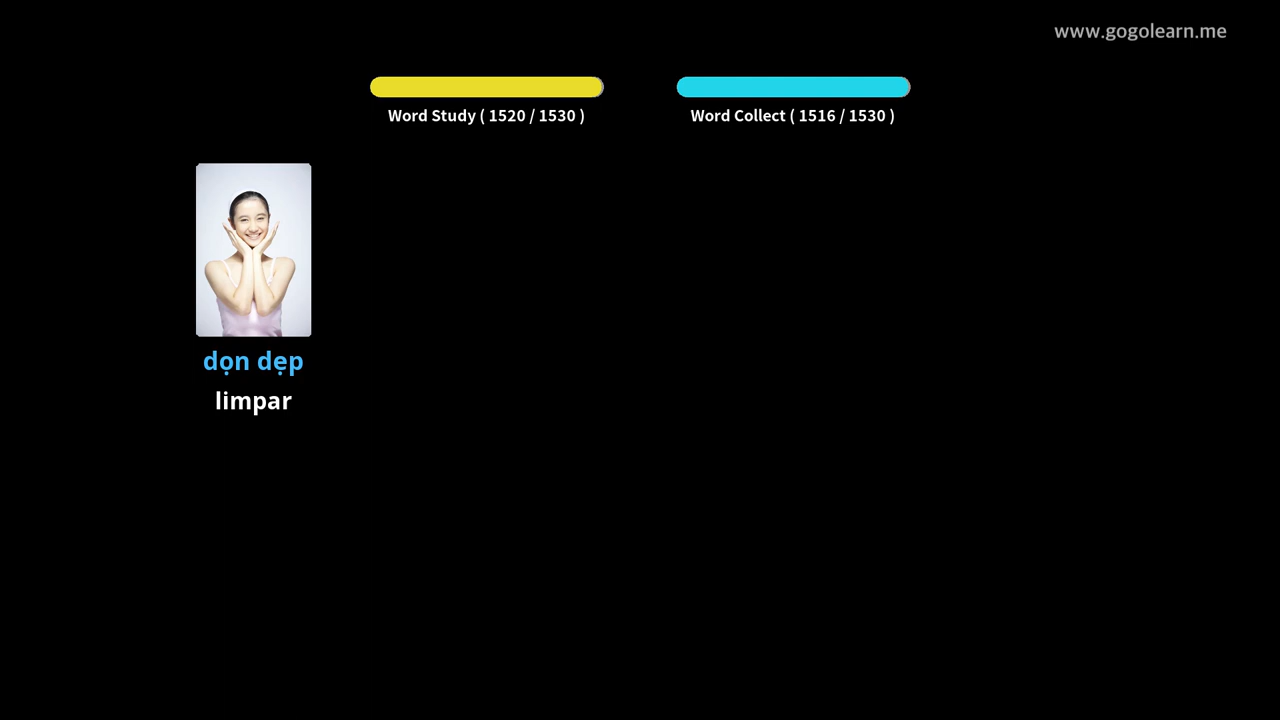 www.gogolearn.me
Word Study ( 1520 / 1530 )
Word Collect ( 1516 / 1530 )
dọn dẹp
limpar